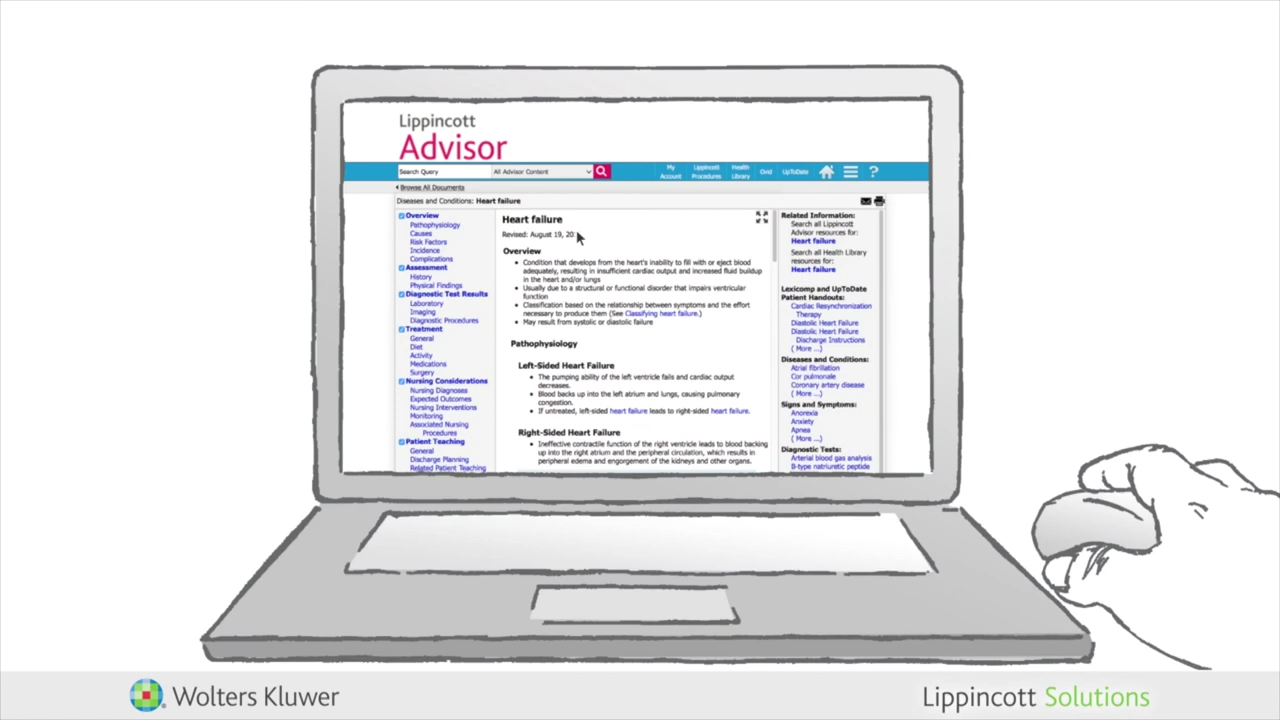 Lippincott
Advisor
Search Query
All Advisor Content
My Account
Lippincott Procedures
Health Library
Ovid
UpToDate
?
Browse All Documents
Diseases and Conditions: Heart failure
Overview
Pathophysiology
Causes
Risk Factors
Incidence
Complications
Assessment
History
Physical Findings
Diagnostic Test Results
Laboratory
Imaging
Diagnostic Procedures
Treatment
General
Diet
Activity
Medications
Surgery
Nursing Considerations
Nursing Diagnoses
Expected Outcomes
Nursing Interventions
Monitoring
Associated Nursing
Procedures
Patient Teaching
General
Discharge Planning
Related Patient Teaching
Heart failure
Revised: August 19, 20
Overview
Condition that develops from the heart's inability to fill with or eject blood
adequately, resulting in insufficient cardiac output and increased fluid buildup
in the heart and/or lungs
Usually due to a structural or functional disorder that impairs ventricular
function
Classification based on the relationship between symptoms and the effort
necessary to produce them (See Classifying heart failure.)
May result from systolic or diastolic failure
Pathophysiology
Left-Sided Heart Failure
The pumping ability of the left ventricle fails and cardiac output
decreases.
Blood backs up into the left atrium and lungs, causing pulmonary
congestion.
If untreated, left-sided heart failure leads to right-sided heart failure.
Right-Sided Heart Failure
Ineffective contractile function of the right ventricle leads to blood backing
up into the right atrium and the peripheral circulation, which results in
peripheral edema and engorgement of the kidneys and other organs.
Related Information:
Search all Lippincott
Advisor resources for:
Heart failure
Search all Health Library
resources for:
Heart failure
Lexicomp and UpToDate
Patient Handouts:
Cardiac Resynchronization
Therapy
Diastolic Heart Failure
Diastolic Heart Failure
Discharge Instructions
( More ...)
Diseases and Conditions:
Atrial fibrillation
Cor pulmonale
Coronary artery disease
( More ...)
Signs and Symptoms:
Anorexia
Anxiety
Apnea
( More ...)
Diagnostic Tests:
Arterial blood gas analysis
B-type natriuretic peptide
Wolters Kluwer
Lippincott Solutions